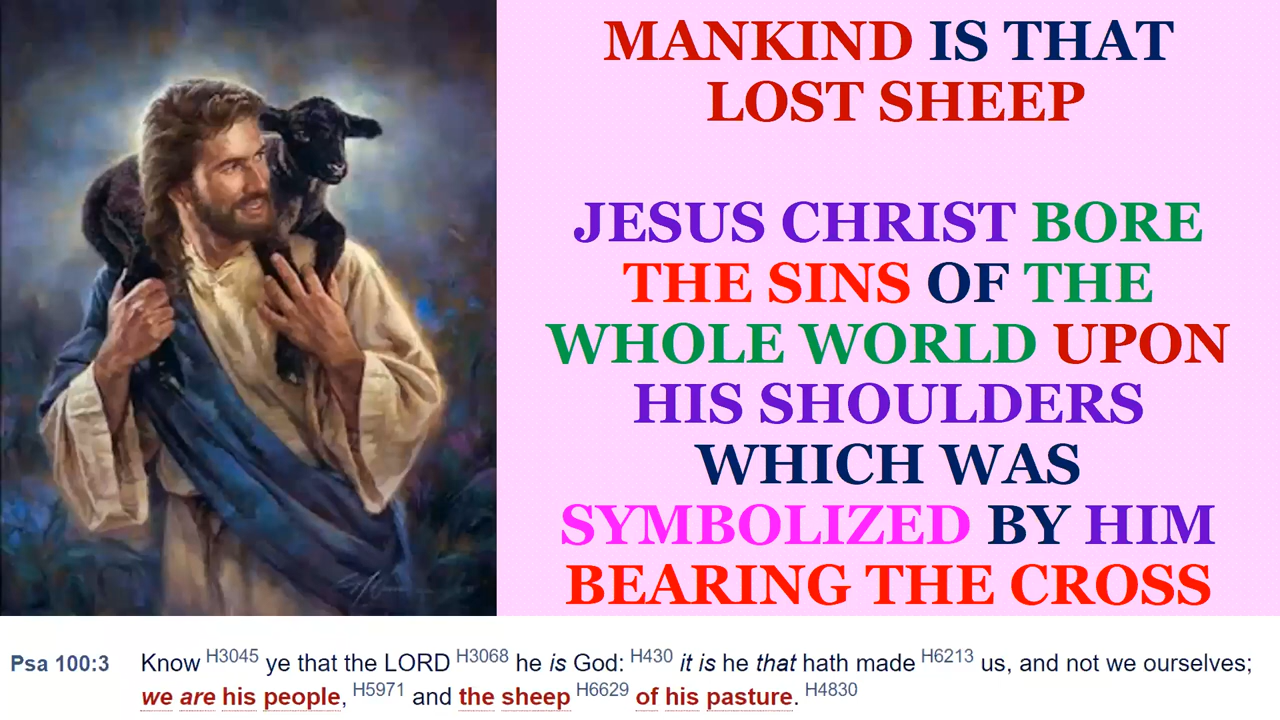 MANKIND IS THAT
LOST SHEEP
JESUS CHRIST BORE
THE SINS OF THE
WHOLE WORLD UPON
HIS SHOULDERS
WHICH WAS
SYMBOLIZED BY HIM
BEARING THE CROSS
Psa 100:3 Know H3045 ye that the LORD H3068 he is God: H430 it is he that hath made H6213 us, and not we ourselves;
we are his people, H5971 and the sheep H6629 of his pasture. H4830